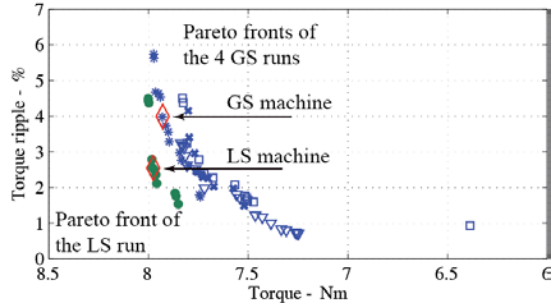 7
6
5
4
3
2
1
0
Torque ripple - %
Pareto fronts of
the 4 GS runs
GS machine
LS machine
Pareto front of
the LS run
8.5
8
7.5
7
6.5
6
Torque - Nm